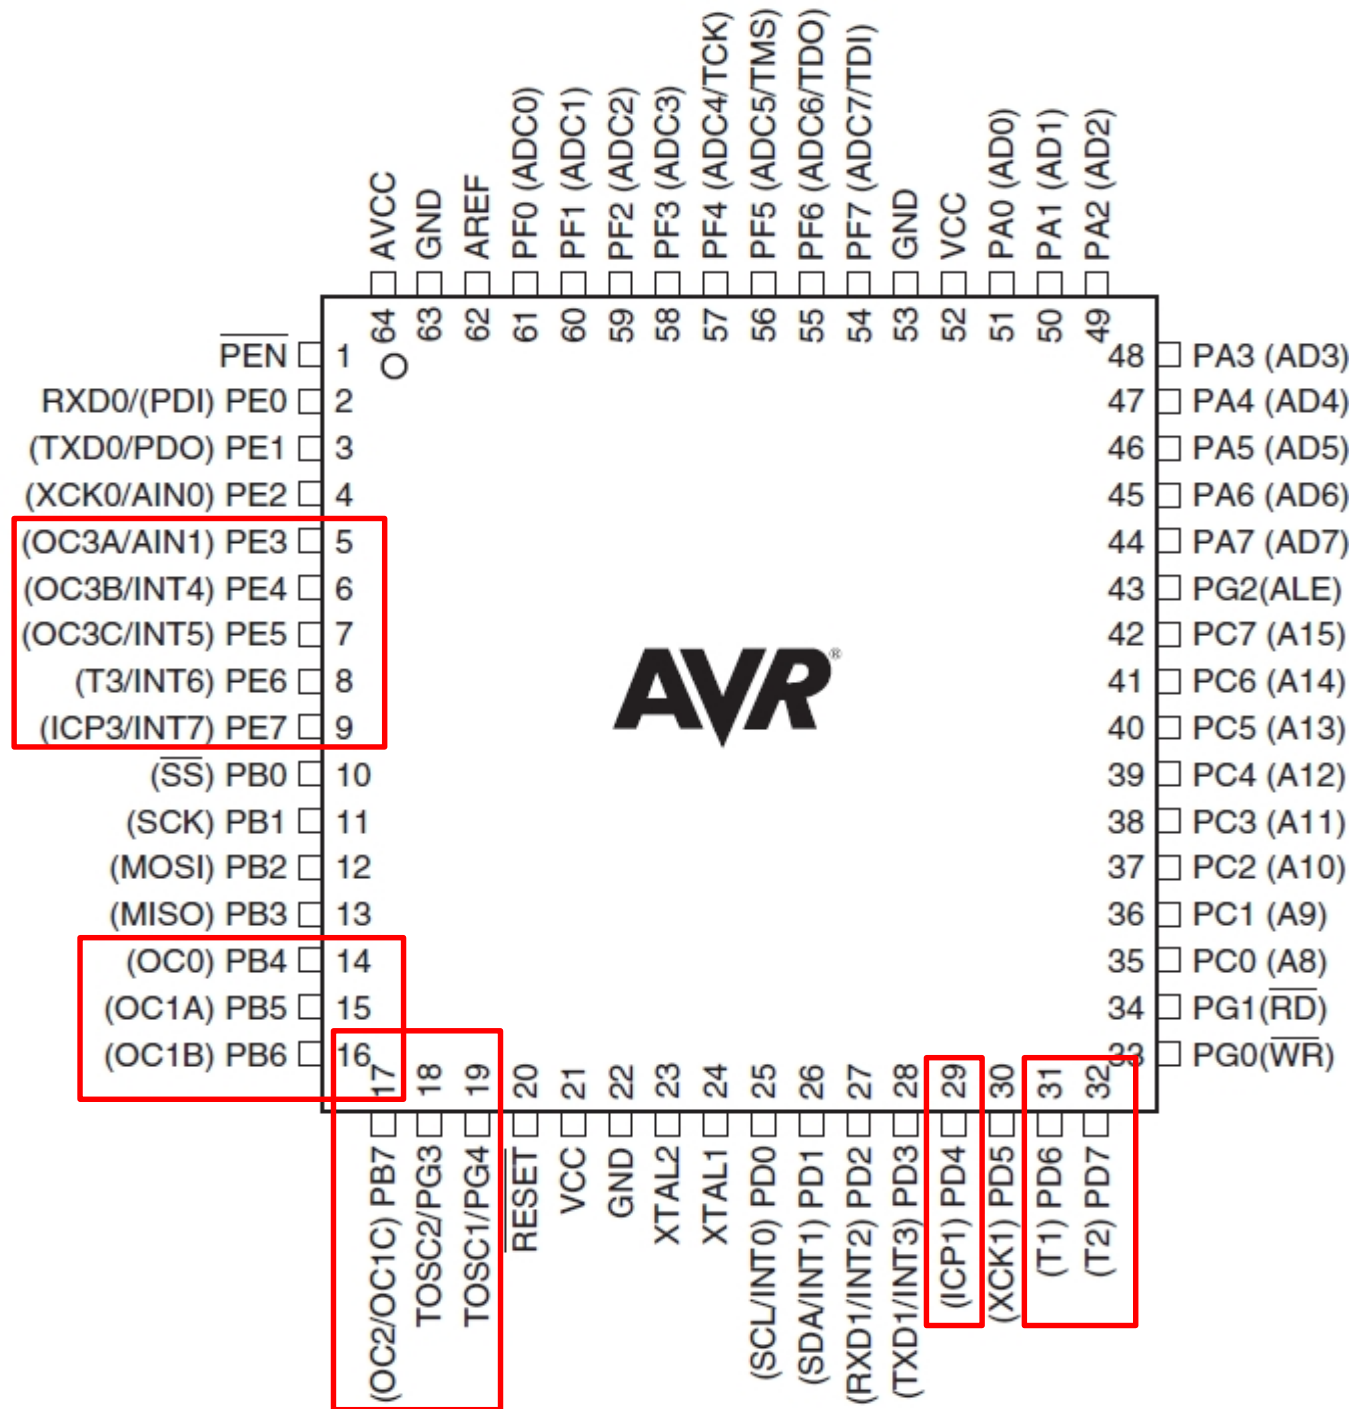 AVCC
GND
AREF
PF0 (ADC0)
PF1 (ADC1)
PF2 (ADC2)
PF3 (ADC3)
PF4 (ADC4/TCK)
PF5 (ADC5/TMS)
PF6 (ADC6/TDO)
PF7 (ADC7/TDI)
GND
VCC
PA0 (AD0)
PA1 (AD1)
PA2 (AD2)
64
63
62
61
60
59
58
57
56
55
54
53
52
51
50
49
PEN 1
RXD0/(PDI) PE0 2
(TXD0/PDO) PE1 3
(XCK0/AIN0) PE2 4
(OC3A/AIN1) PE3 5
(OC3B/INT4) PE4 6
(OC3C/INT5) PE5 7
(T3/INT6) PE6 8
(ICP3/INT7) PE7 9
(SS) PB0 10
(SCK) PB1 11
(MOSI) PB2 12
(MISO) PB3 13
(OC0) PB4 14
(OC1A) PB5 15
(OC1B) PB6 16
AVR®
48 PA3 (AD3)
47 PA4 (AD4)
46 PA5 (AD5)
45 PA6 (AD6)
44 PA7 (AD7)
43 PG2(ALE)
42 PC7 (A15)
41 PC6 (A14)
40 PC5 (A13)
39 PC4 (A12)
38 PC3 (A11)
37 PC2 (A10)
36 PC1 (A9)
35 PC0 (A8)
34 PG1(RD)
33 PG0(WR)
17
18
19
20
21
22
23
24
25
26
27
28
29
30
31
32
(OC2/OC1C) PB7
TOSC2/PG3
TOSC1/PG4
RESET
VCC
GND
XTAL2
XTAL1
(SCL/INT0) PD0
(SDA/INT1) PD1
(RXD1/INT2) PD2
(TXD1/INT3) PD3
(ICP1) PD4
(XCK1) PD5
(T1) PD6
(T2) PD7